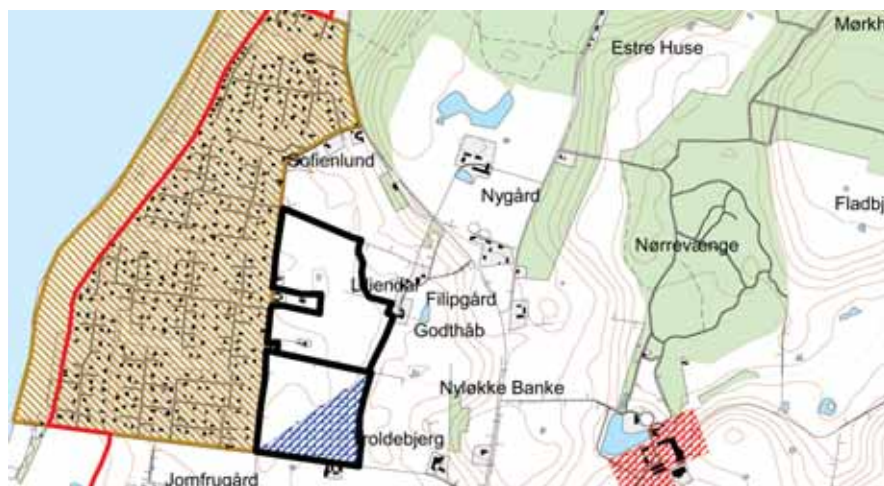 Mørkh
Estre Huse
Sofienlund
Nygård
Fladbj
Nørrevænge
Liliendal
Filipgård
Godthåb
Nyløkke Banke
roldebjerg
Jomfrugård